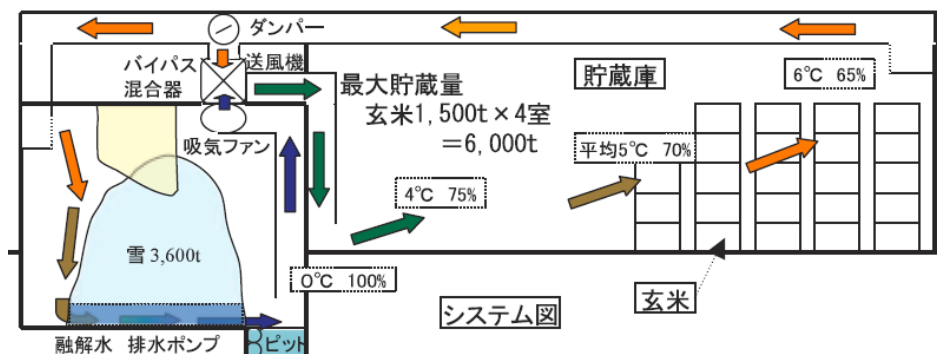 ダンパー
バイパス
混合器
送風機
吸気ファン
最大貯蔵量
玄米1,500t×4室
=6,000t
貯蔵庫
6℃ 65%
平均5℃ 70%
4℃ 75%
0℃ 100%
雪 3,600t
システム図
玄米
融解水 排水ポンプ ピット